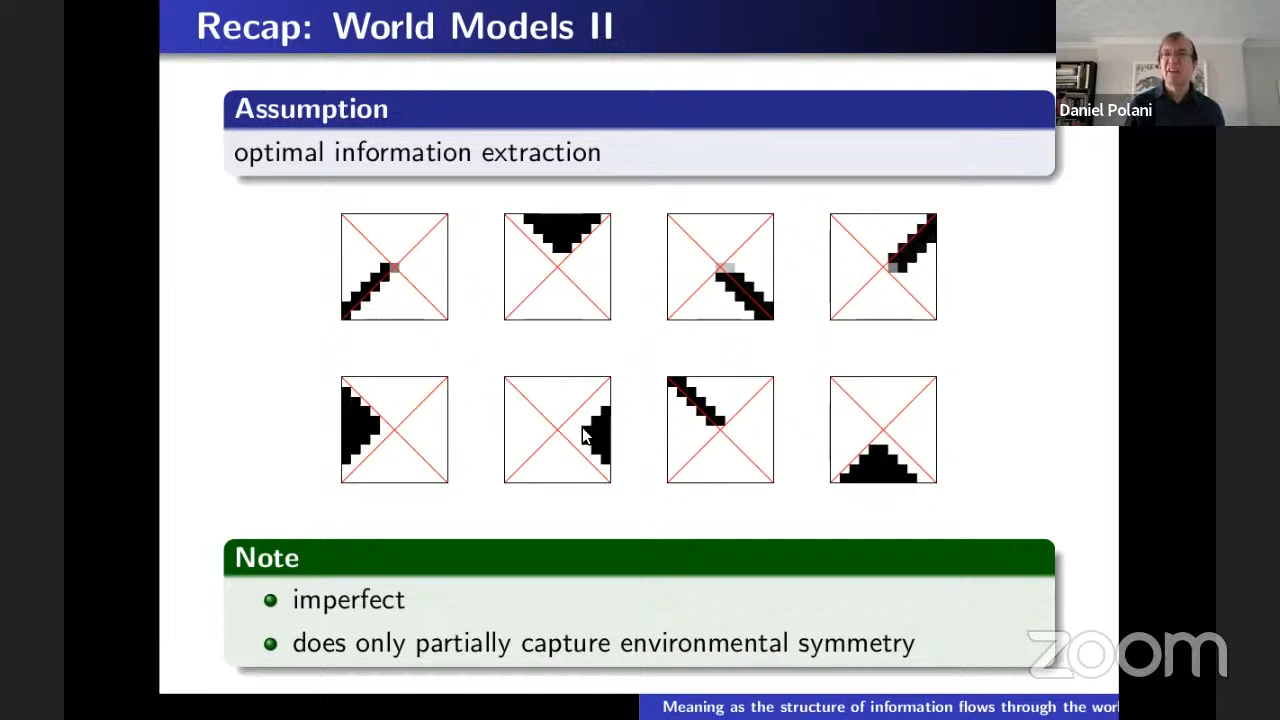 Recap: World Models II
Daniel Polani
Assumption
optimal information extraction
Note
imperfect
does only partially capture environmental symmetry
zoom
Meaning as the structure of information flows through the wor